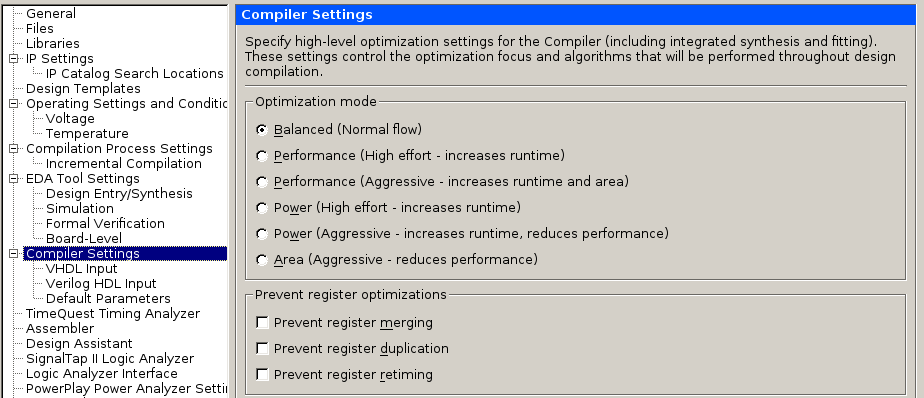 General
Files
Libraries
IP Settings
IP Catalog Search Locations
Design Templates
Operating Settings and Conditic
Voltage
Temperature
Compilation Process Settings
Incremental Compilation
EDA Tool Settings
Design Entry/Synthesis
Simulation
Formal Verification
Board-Level
Compiler Settings
VHDL Input
Verilog HDL Input
Default Parameters
TimeQuest Timing Analyzer
Assembler
Design Assistant
SignalTap II Logic Analyzer
Logic Analyzer Interface
PowerPlay Power Analyzer Settin
Compiler Settings
Specify high-level optimization settings for the Compiler (including integrated synthesis and fitting).
These settings control the optimization focus and algorithms that will be performed throughout design
compilation.
Optimization mode
Balanced (Normal flow)
Performance (High effort - increases runtime)
Performance (Aggressive - increases runtime and area)
Power (High effort - increases runtime)
Power (Aggressive - increases runtime, reduces performance)
Area (Aggressive - reduces performance)
Prevent register optimizations
Prevent register merging
Prevent register duplication
Prevent register retiming